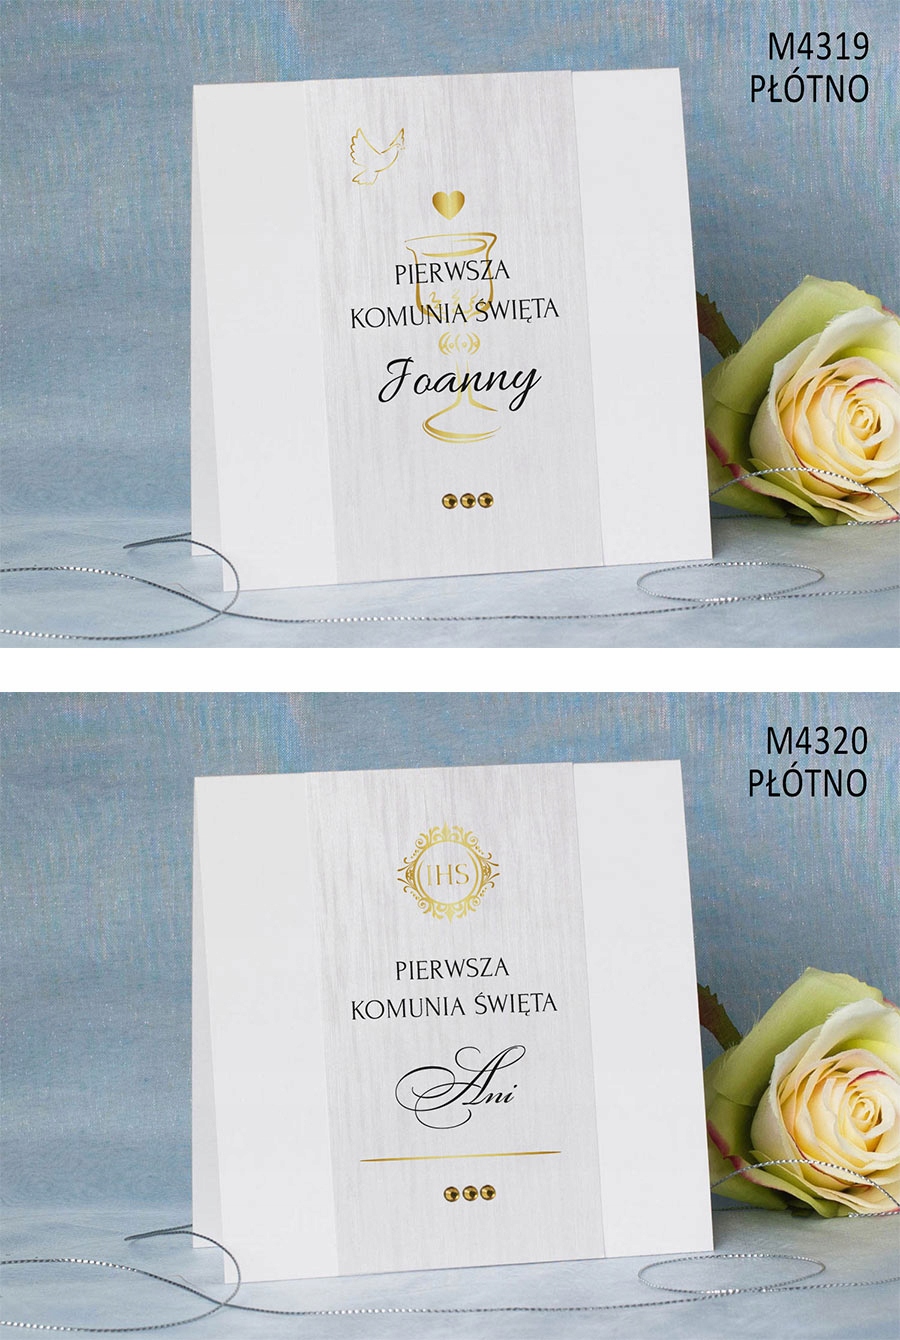 M4319
PŁÓTNO
PIERWSZA
KOMUNIA ŚWIĘTA
Joanny
M4320
PŁÓTNO
IHS
PIERWSZA
KOMUNIA ŚWIĘTA
Ani